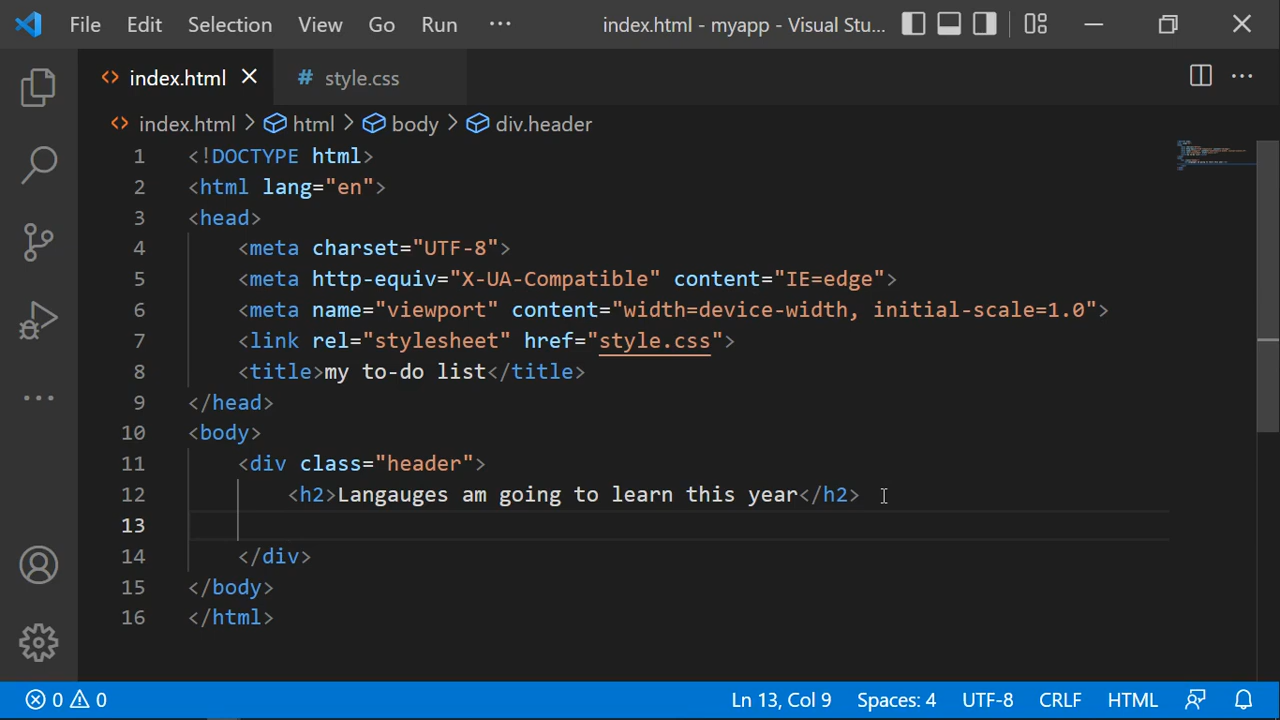 File Edit Selection View Go Run ··· index.html - myapp - Visual Stu...
index.html # style.css
index.html > html > body > div.header
1 <!DOCTYPE html>
2 <html lang="en">
3 <head>
4 <meta charset="UTF-8">
5 <meta http-equiv="X-UA-Compatible" content="IE=edge">
6 <meta name="viewport" content="width=device-width, initial-scale=1.0">
7 <link rel="stylesheet" href="style.css">
8 <title>my to-do list</title>
9 </head>
10 <body>
11 <div class="header">
12 <h2>Langauges am going to learn this year</h2>
13
14 </div>
15 </body>
16 </html>
0 0 Ln 13, Col 9 Spaces: 4 UTF-8 CRLF HTML